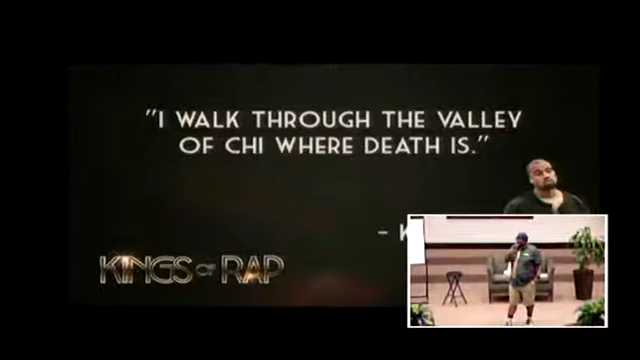 "I WALK THROUGH THE VALLEY
OF CHI WHERE DEATH IS."
- K
KINGS OF RAP